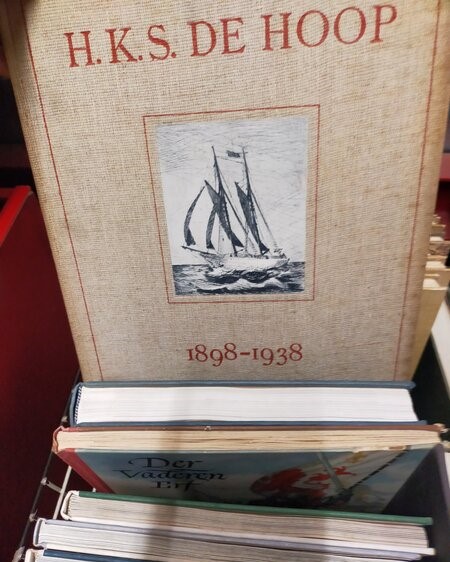 H.K.S. DE HOOP
1898-1938
Der
Vaderen
Erf